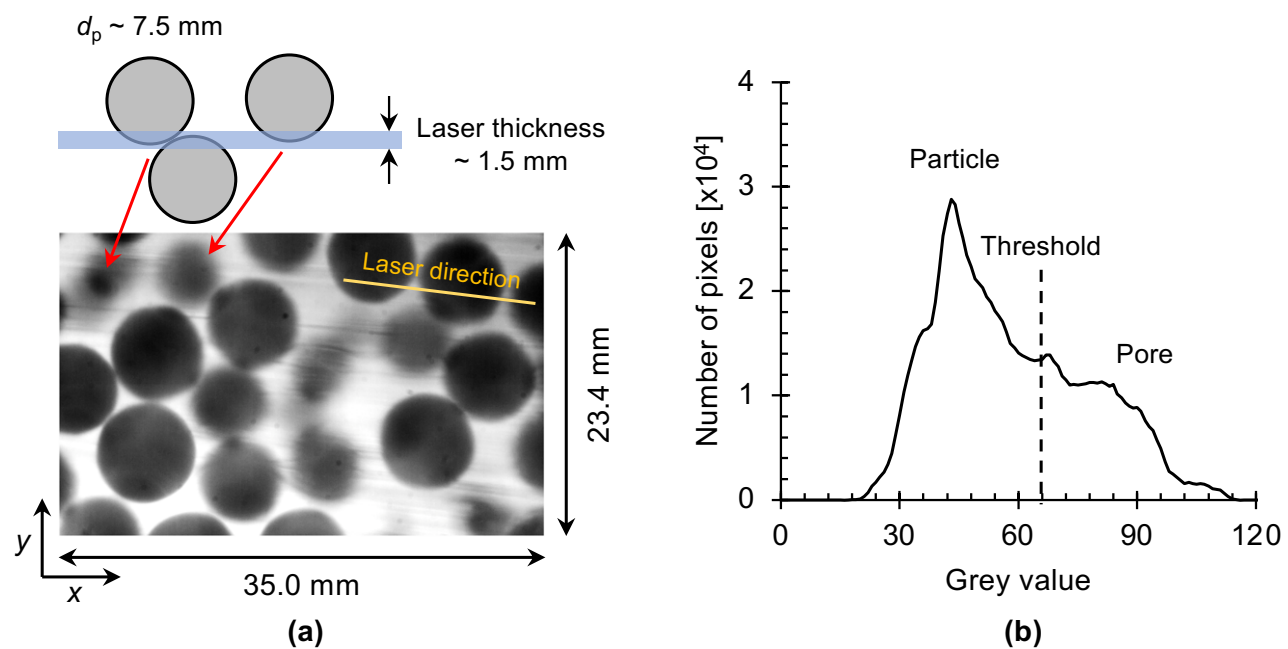 dp ~ 7.5 mm
Laser thickness
~ 1.5 mm
Laser direction
23.4 mm
y
x
35.0 mm
(a)
4
3
2
1
0
Number of pixels [x10⁴]
Particle
Threshold
Pore
0 30 60 90 120
Grey value
(b)